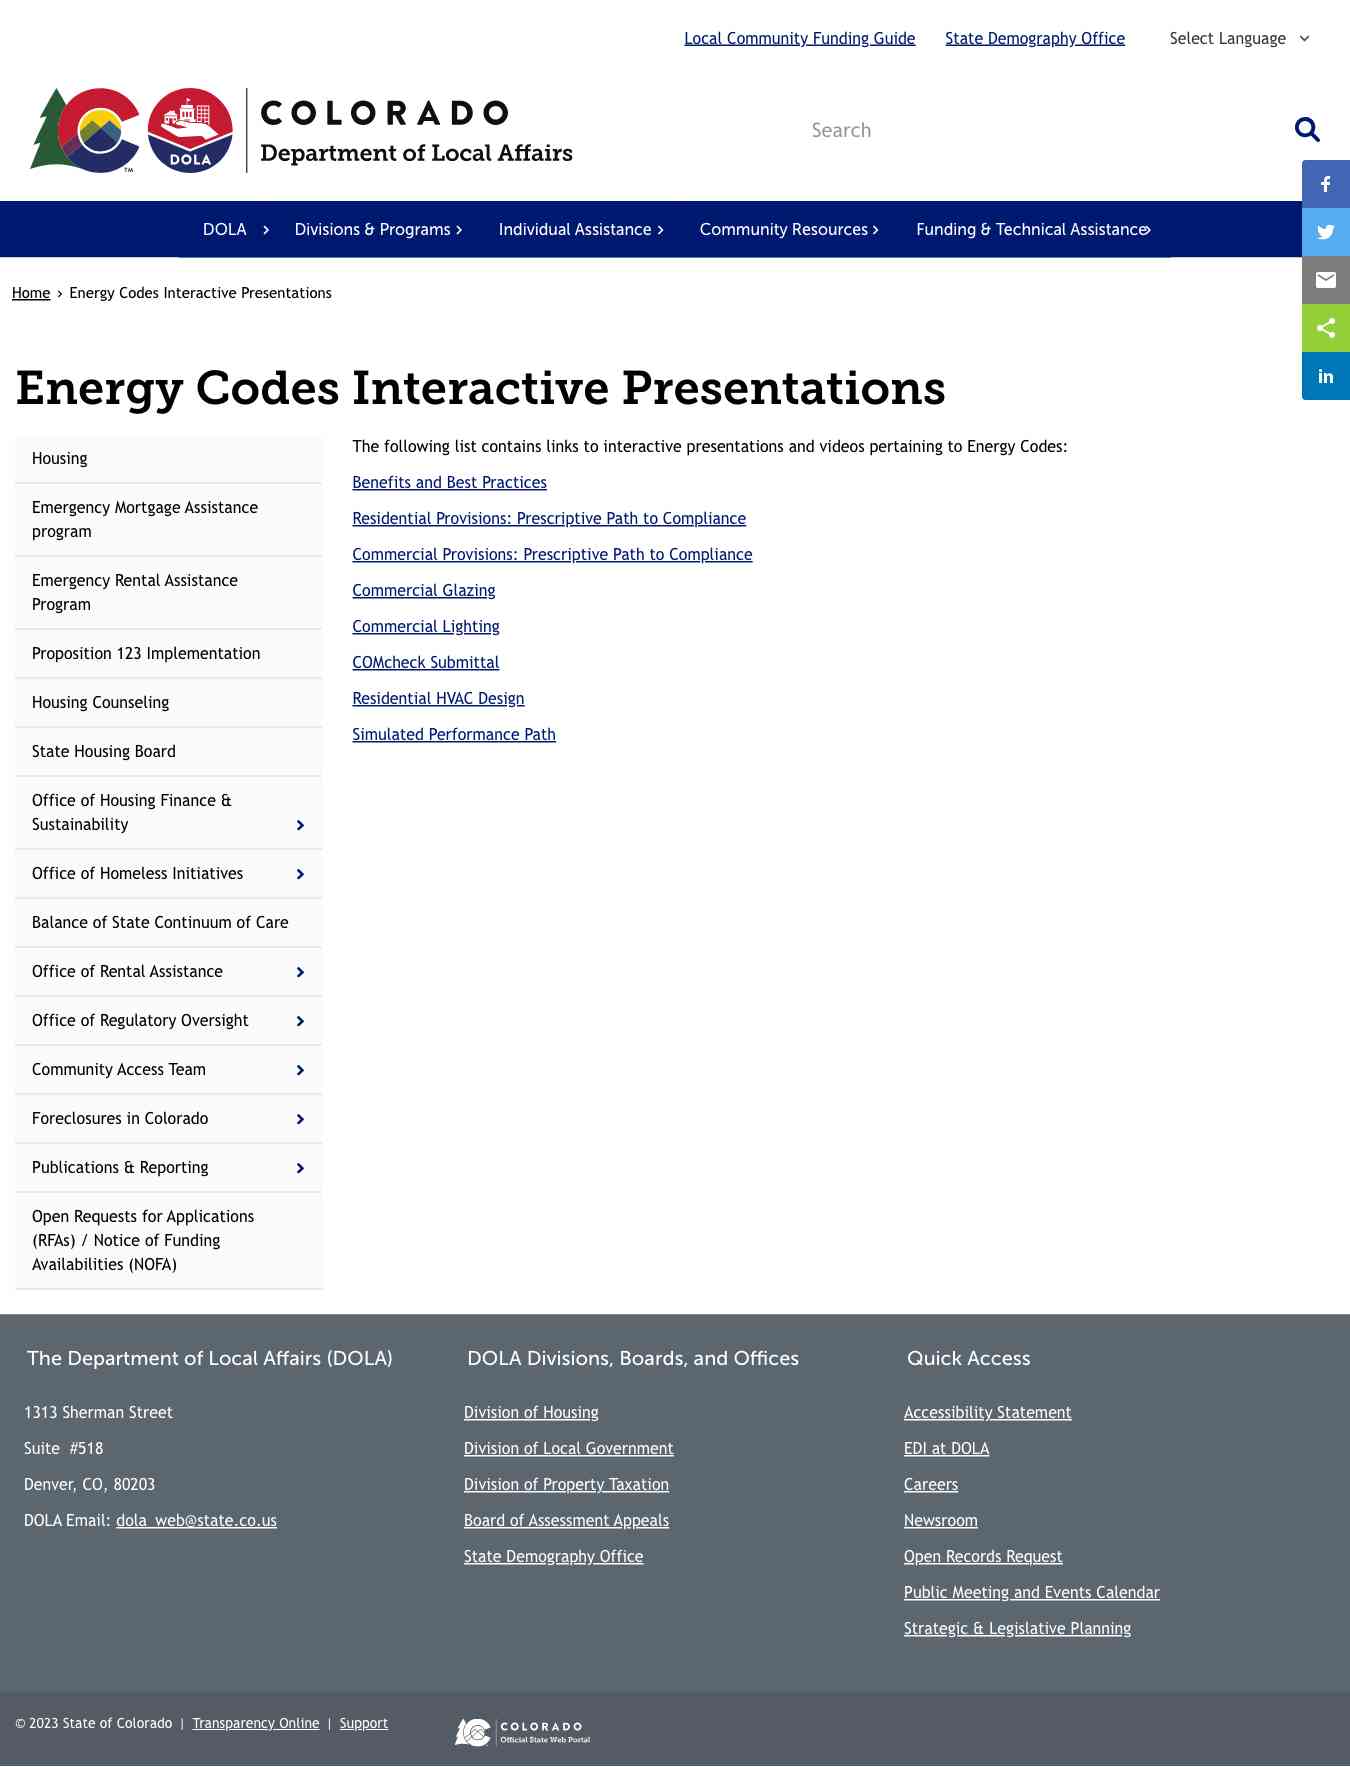 Local Community Funding Guide State Demography Office Select Language
COLORADO
Department of Local Affairs
DOLA
TM
Search
DOLA Divisions & Programs Individual Assistance Community Resources Funding & Technical Assistance
Home › Energy Codes Interactive Presentations
Energy Codes Interactive Presentations
Housing
Emergency Mortgage Assistance
program
Emergency Rental Assistance
Program
Proposition 123 Implementation
Housing Counseling
State Housing Board
Office of Housing Finance &
Sustainability
Office of Homeless Initiatives
Balance of State Continuum of Care
Office of Rental Assistance
Office of Regulatory Oversight
Community Access Team
Foreclosures in Colorado
Publications & Reporting
Open Requests for Applications
(RFAs) / Notice of Funding
Availabilities (NOFA)
The following list contains links to interactive presentations and videos pertaining to Energy Codes:
Benefits and Best Practices
Residential Provisions: Prescriptive Path to Compliance
Commercial Provisions: Prescriptive Path to Compliance
Commercial Glazing
Commercial Lighting
COMcheck Submittal
Residential HVAC Design
Simulated Performance Path
The Department of Local Affairs (DOLA)
1313 Sherman Street
Suite #518
Denver, CO, 80203
DOLA Email: dola_web@state.co.us
DOLA Divisions, Boards, and Offices
Division of Housing
Division of Local Government
Division of Property Taxation
Board of Assessment Appeals
State Demography Office
Quick Access
Accessibility Statement
EDI at DOLA
Careers
Newsroom
Open Records Request
Public Meeting and Events Calendar
Strategic & Legislative Planning
© 2023 State of Colorado | Transparency Online | Support
COLORADO
Official State Web Portal